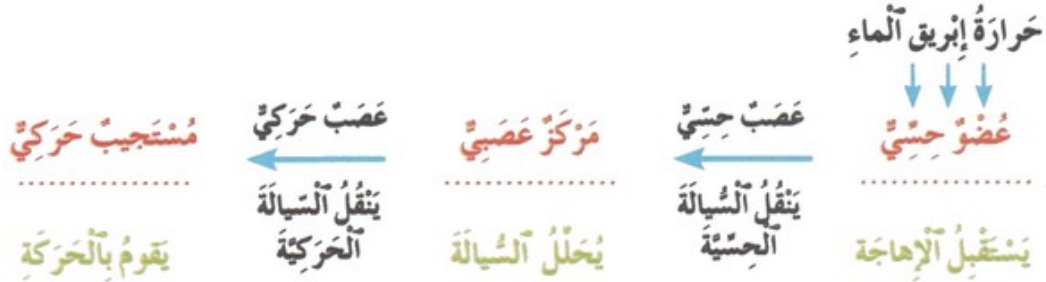 حَرارَةُ إِبْريق ٱلْماءِ
عُضْوٌ حِسِّيٌّ
عَصَبٌ حِسِّيٌّ
مَرْكَزٌ عَصَبِيٌّ
عَصَبٌ حَرَكِيٌّ
مُسْتَجيبٌ حَرَكِيٌّ
يَسْتَقْبِلُ ٱلْإِهاجَة
يَنْقُلُ ٱلسُّيالَةَ
ٱلْحِسِّيَّةَ
يُحَلِّلُ ٱلسُّيالَةَ
يَنْقُلُ ٱلسّيالَةَ
ٱلْحَرَكِيَّةَ
يَقومُ بِٱلْحَرَكَةِ